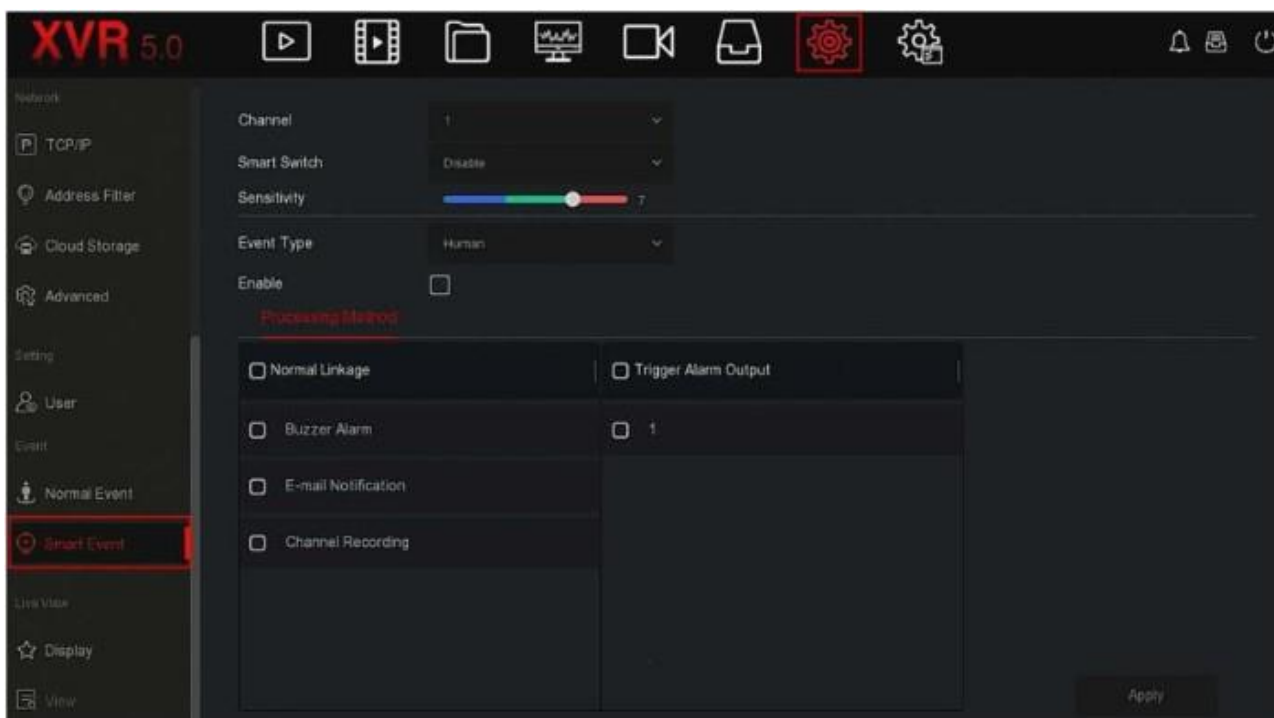 XVR 5.0
Network
TCP/IP
Address Filter
Cloud Storage
Advanced
Setting
User
Event
Normal Event
Smart Event
Live View
Display
View
Channel
1
Smart Switch
Disable
Sensitivity
7
Event Type
Human
Enable
Processing Method
Normal Linkage
Trigger Alarm Output
Buzzer Alarm
1
E-mail Notification
Channel Recording
Apply